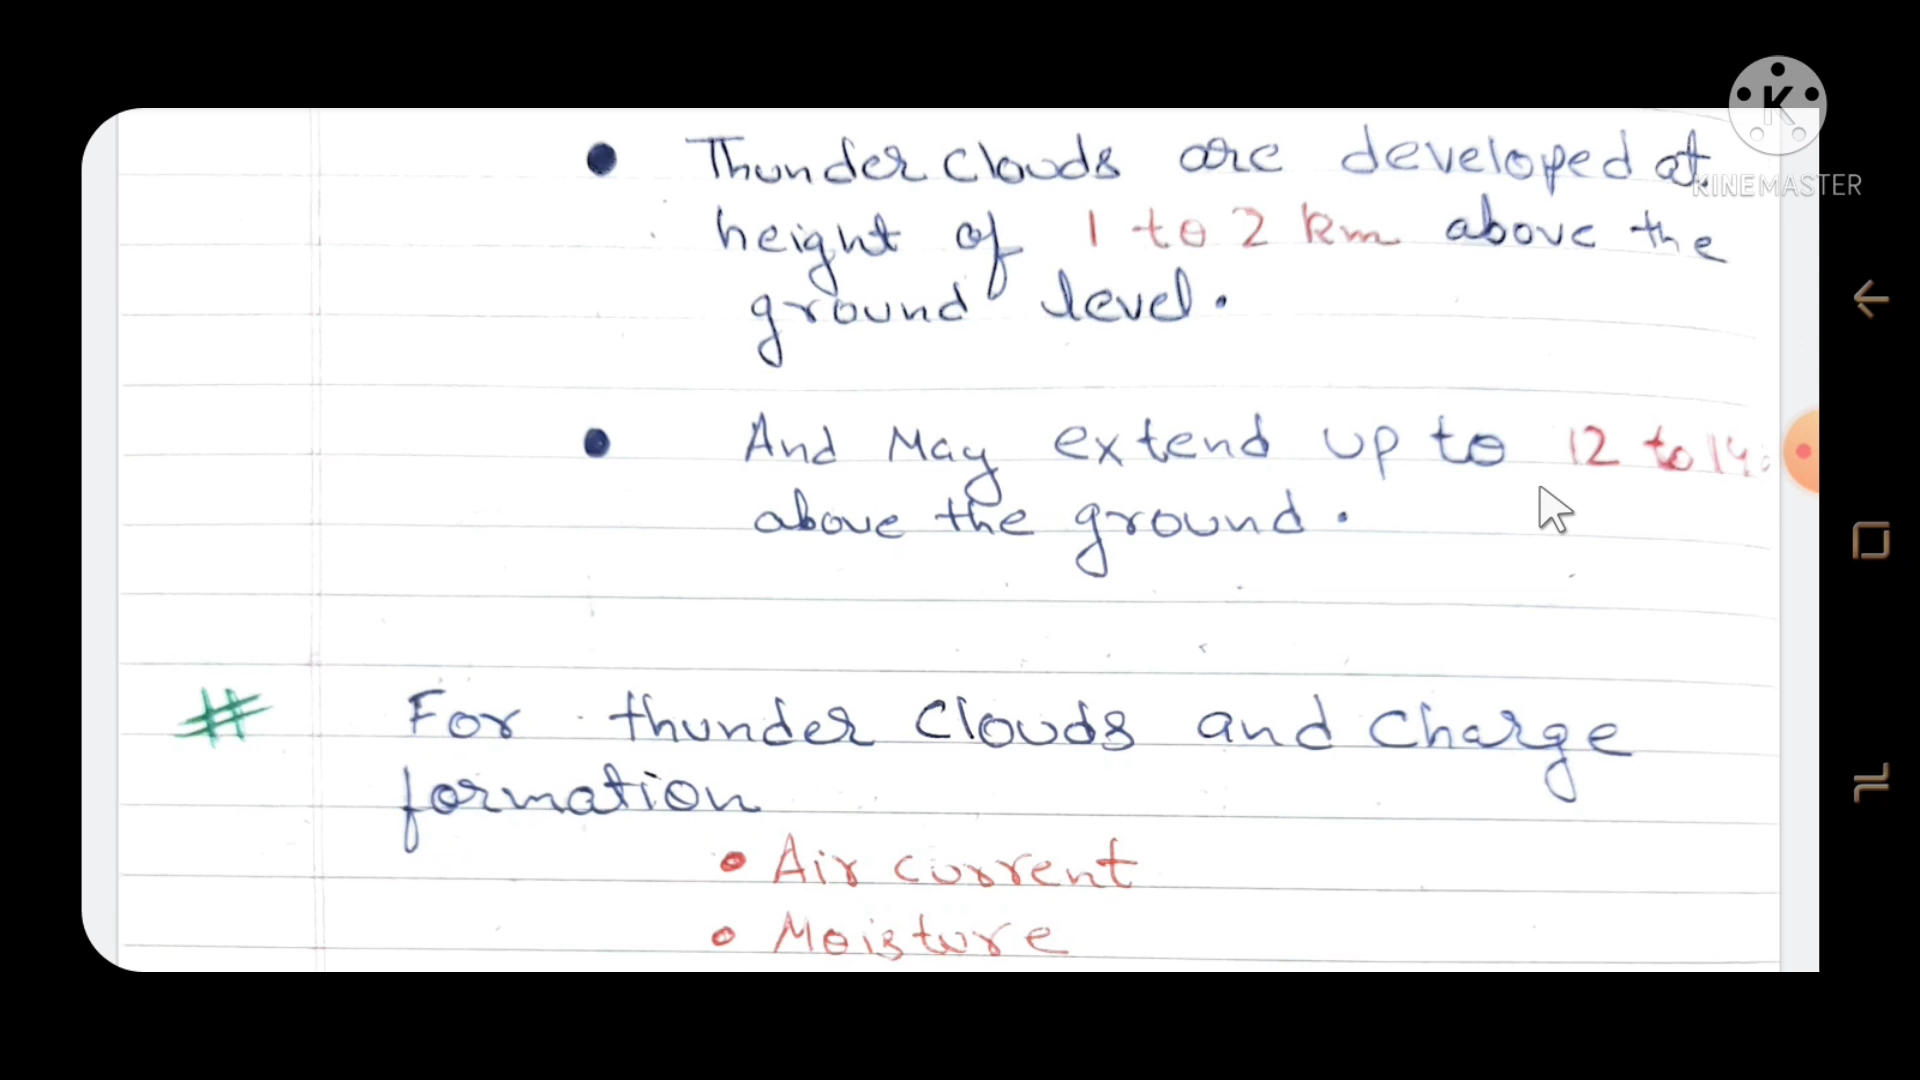 • Thunder clouds are developed at
height of 1 to 2 km above the
ground level.
• And May extend up to 12 to 14
above the ground.
# For thunder clouds and charge
formation
• Air current
• Moisture
K
KINEMASTER